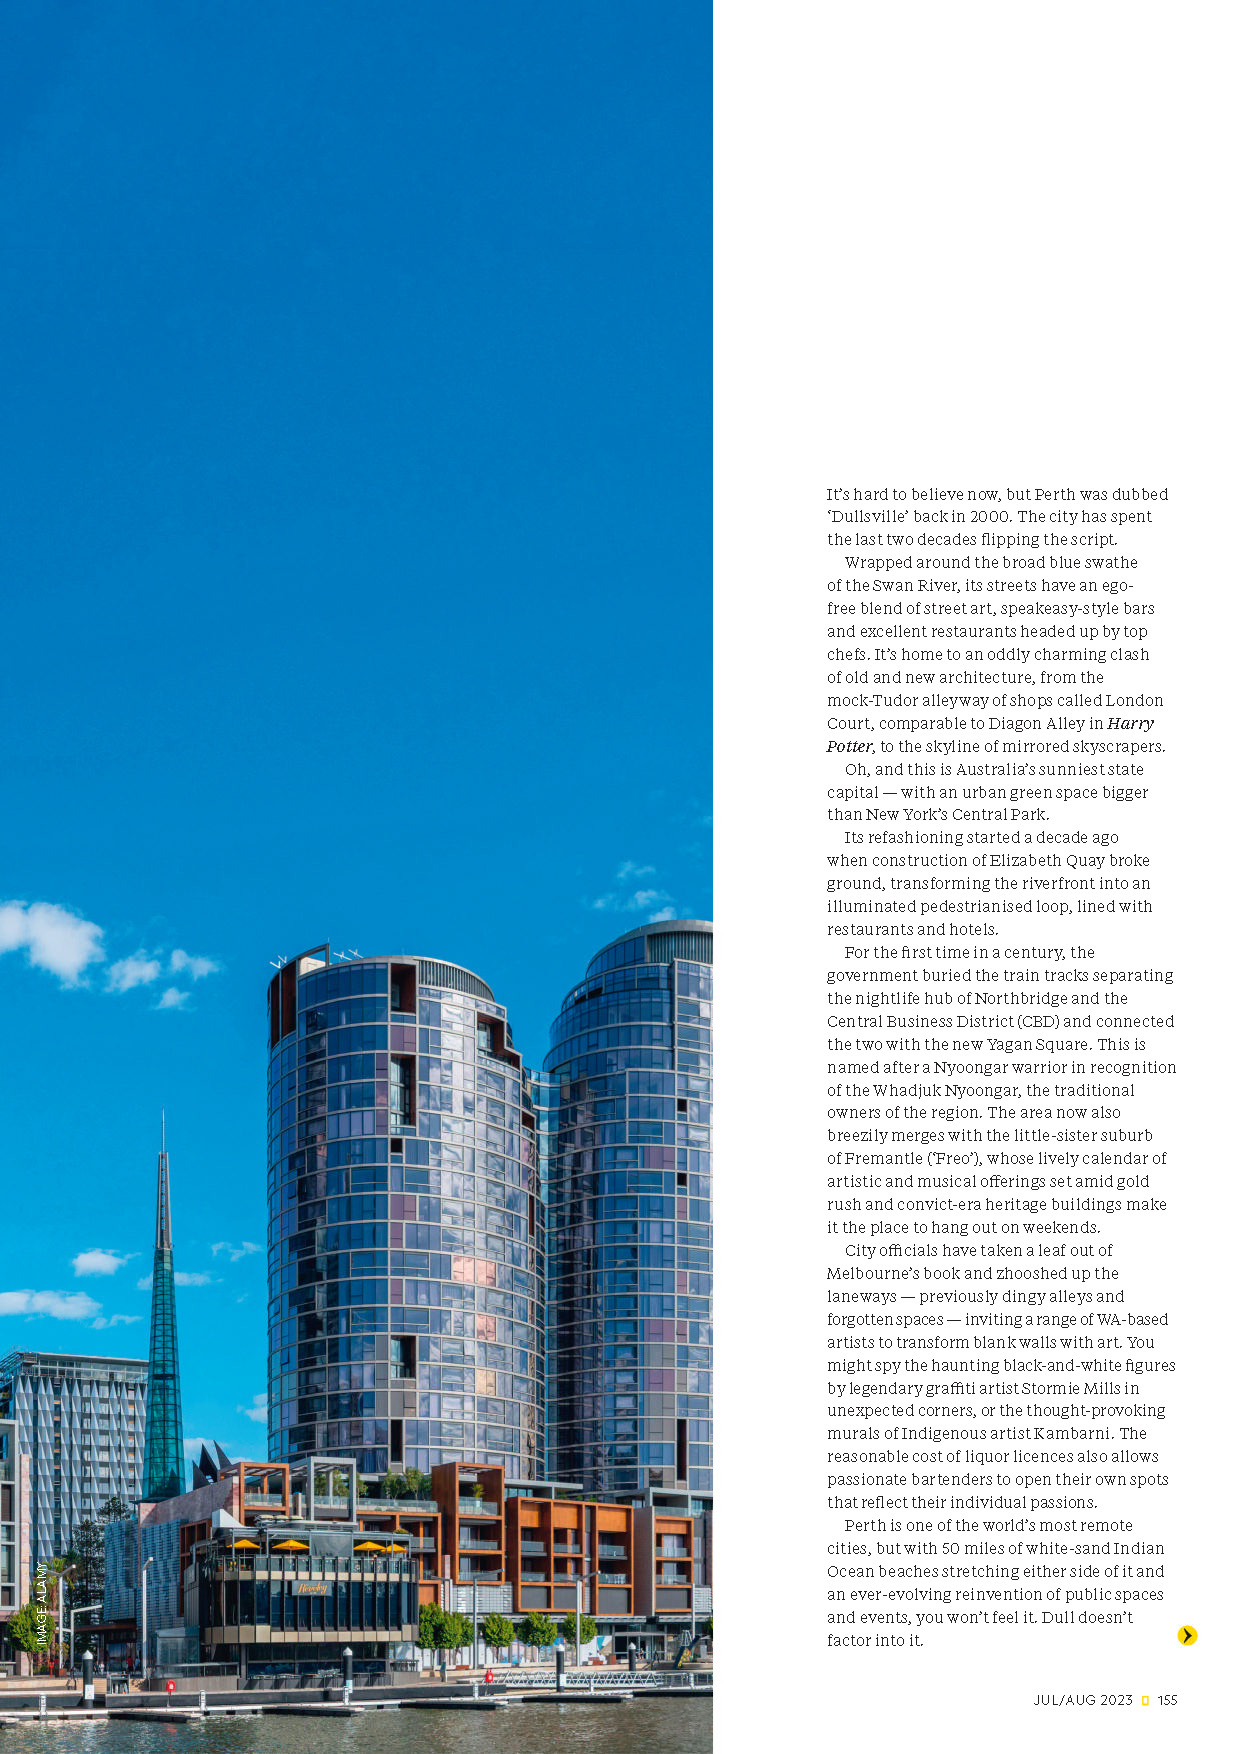 It's hard to believe now, but Perth was dubbed
'Dullsville' back in 2000. The city has spent
the last two decades flipping the script.
Wrapped around the broad blue swathe
of the Swan River, its streets have an ego-
free blend of street art, speakeasy-style bars
and excellent restaurants headed up by top
chefs. It's home to an oddly charming clash
of old and new architecture, from the
mock-Tudor alleyway of shops called London
Court, comparable to Diagon Alley in Harry
Potter, to the skyline of mirrored skyscrapers.
Oh, and this is Australia's sunniest state
capital — with an urban green space bigger
than New York's Central Park.
Its refashioning started a decade ago
when construction of Elizabeth Quay broke
ground, transforming the riverfront into an
illuminated pedestrianised loop, lined with
restaurants and hotels.
For the first time in a century, the
government buried the train tracks separating
the nightlife hub of Northbridge and the
Central Business District (CBD) and connected
the two with the new Yagan Square. This is
named after a Nyoongar warrior in recognition
of the Whadjuk Nyoongar, the traditional
owners of the region. The area now also
breezily merges with the little-sister suburb
of Fremantle ('Freo'), whose lively calendar of
artistic and musical offerings set amid gold
rush and convict-era heritage buildings make
it the place to hang out on weekends.
City officials have taken a leaf out of
Melbourne's book and zhooshed up the
laneways — previously dingy alleys and
forgotten spaces — inviting a range of WA-based
artists to transform blank walls with art. You
might spy the haunting black-and-white figures
by legendary graffiti artist Stormie Mills in
unexpected corners, or the thought-provoking
murals of Indigenous artist Kambarni. The
reasonable cost of liquor licences also allows
passionate bartenders to open their own spots
that reflect their individual passions.
Perth is one of the world's most remote
cities, but with 50 miles of white-sand Indian
Ocean beaches stretching either side of it and
an ever-evolving reinvention of public spaces
and events, you won't feel it. Dull doesn't
factor into it.
IMAGE: ALAMY
JUL/AUG 2023 155